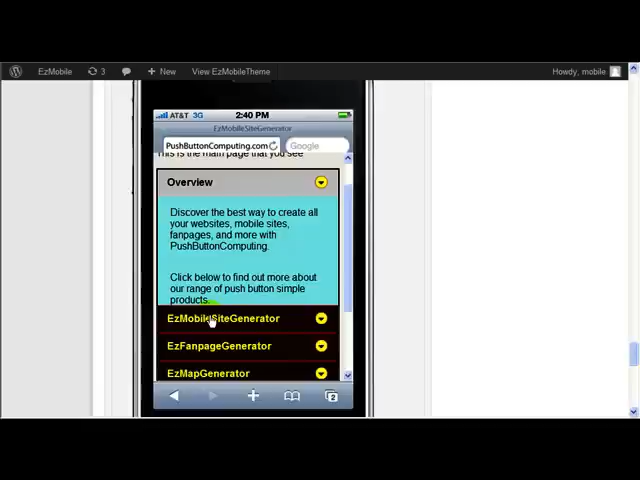 EzMobile 3 + New View EzMobileTheme Howdy, mobile
AT&T 3G 2:40 PM
EzMobileSiteGenerator
PushButtonComputing.com Google
This is the main page that you see
Overview
Discover the best way to create all
your websites, mobile sites,
fanpages, and more with
PushButtonComputing.
Click below to find out more about
our range of push button simple
products.
EzMobileSiteGenerator
EzFanpageGenerator
EzMapGenerator
2